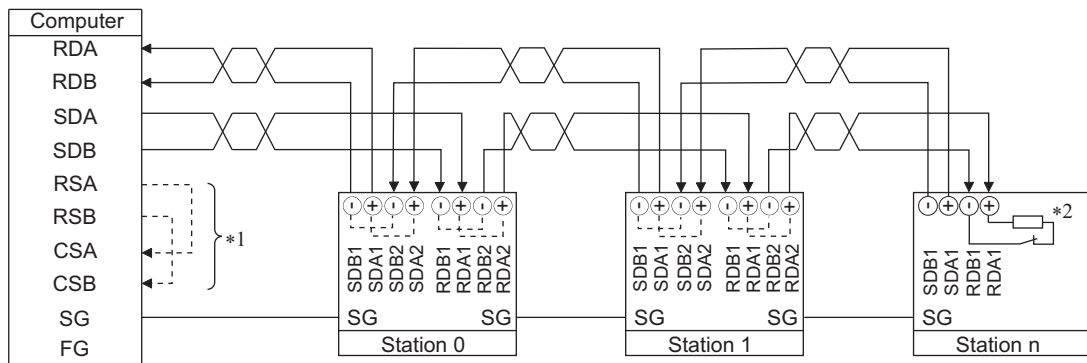 Computer
RDA
RDB
SDA
SDB
RSA
RSB
CSA
CSB
SG
FG
*1
- + - + - + - +
SDB1
SDA1
SDB2
SDA2
RDB1
RDA1
RDB2
RDA2
SG SG
Station 0
- + - + - + - +
SDB1
SDA1
SDB2
SDA2
RDB1
RDA1
RDB2
RDA2
SG SG
Station 1
- + - +
*2
SDB1
SDA1
RDB1
RDA1
SG
Station n